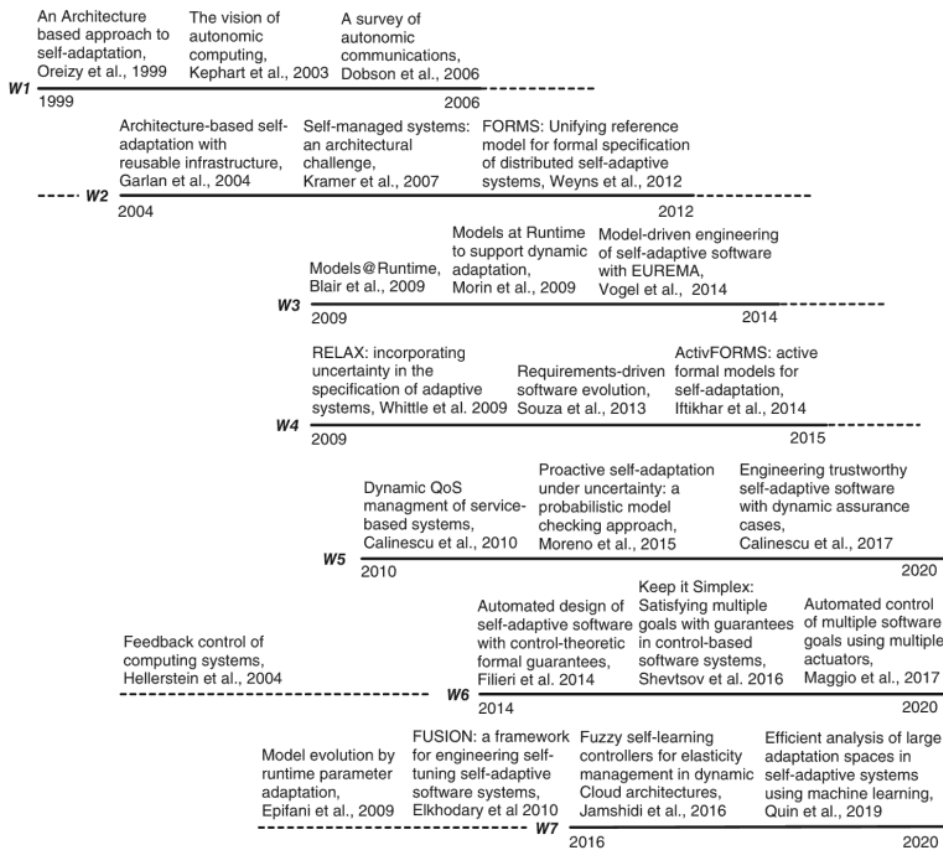 An Architecture
based approach to
self-adaptation,
Oreizy et al., 1999
The vision of
autonomic
computing,
Kephart et al., 2003
A survey of
autonomic
communications,
Dobson et al., 2006
W1
1999
2006
Architecture-based self-
adaptation with
reusable infrastructure,
Garlan et al., 2004
Self-managed systems:
an architectural
challenge,
Kramer et al., 2007
FORMS: Unifying reference
model for formal specification
of distributed self-adaptive
systems, Weyns et al., 2012
W2
2004
2012
Models@Runtime,
Blair et al., 2009
Models at Runtime
to support dynamic
adaptation,
Morin et al., 2009
Model-driven engineering
of self-adaptive software
with EUREMA,
Vogel et al., 2014
W3
2009
2014
RELAX: incorporating
uncertainty in the
specification of adaptive
systems, Whittle et al. 2009
Requirements-driven
software evolution,
Souza et al., 2013
ActivFORMS: active
formal models for
self-adaptation,
Iftikhar et al., 2014
W4
2009
2015
Dynamic QoS
managment of service-
based systems,
Calinescu et al., 2010
Proactive self-adaptation
under uncertainty: a
probabilistic model
checking approach,
Moreno et al., 2015
Engineering trustworthy
self-adaptive software
with dynamic assurance
cases,
Calinescu et al., 2017
W5
2010
2020
Feedback control of
computing systems,
Hellerstein et al., 2004
Automated design of
self-adaptive software
with control-theoretic
formal guarantees,
Filieri et al. 2014
Keep it Simplex:
Satisfying multiple
goals with guarantees
in control-based
software systems,
Shevtsov et al. 2016
Automated control
of multiple software
goals using multiple
actuators,
Maggio et al., 2017
W6
2014
2020
Model evolution by
runtime parameter
adaptation,
Epifani et al., 2009
FUSION: a framework
for engineering self-
tuning self-adaptive
software systems,
Elkhodary et al 2010
Fuzzy self-learning
controllers for elasticity
management in dynamic
Cloud architectures,
Jamshidi et al., 2016
Efficient analysis of large
adaptation spaces in
self-adaptive systems
using machine learning,
Quin et al., 2019
W7
2016
2020